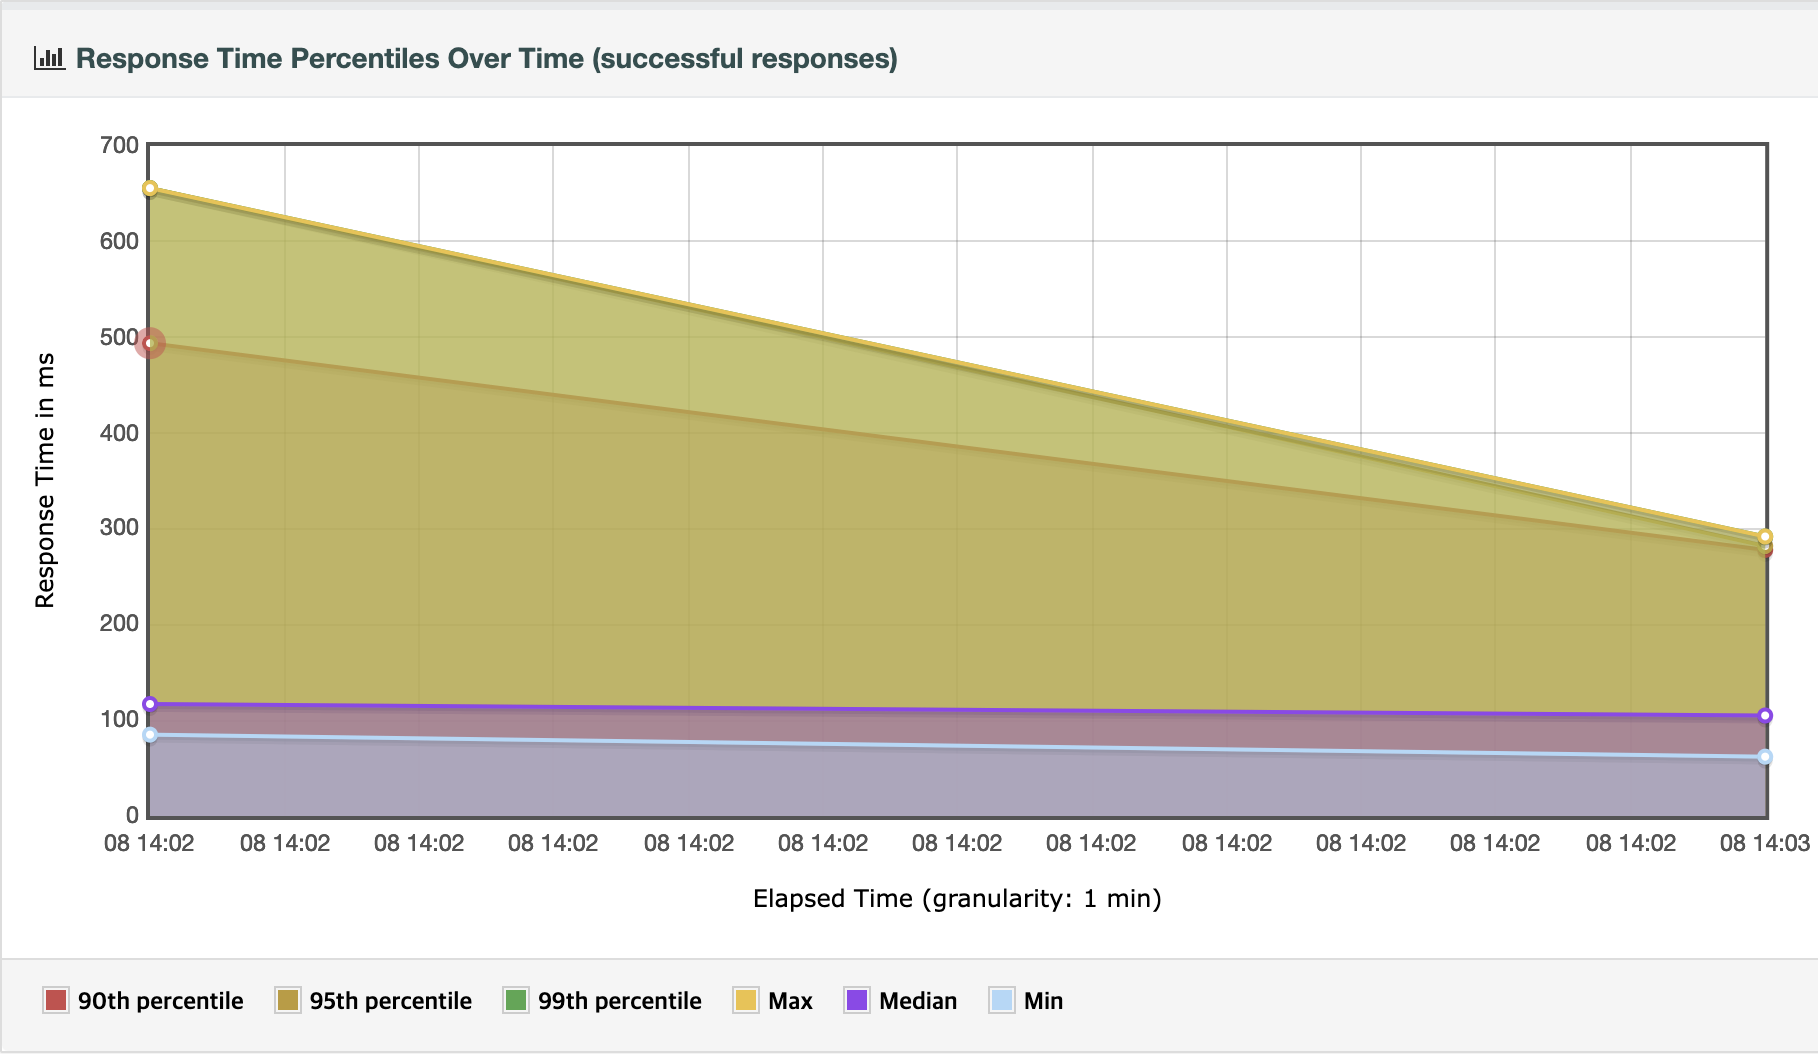 Response Time Percentiles Over Time (successful responses)
700
600
500
400
300
200
100
0
Response Time in ms
08 14:02 08 14:02 08 14:02 08 14:02 08 14:02 08 14:02 08 14:02 08 14:02 08 14:02 08 14:02 08 14:02 08 14:02 08 14:03
Elapsed Time (granularity: 1 min)
90th percentile 95th percentile 99th percentile Max Median Min